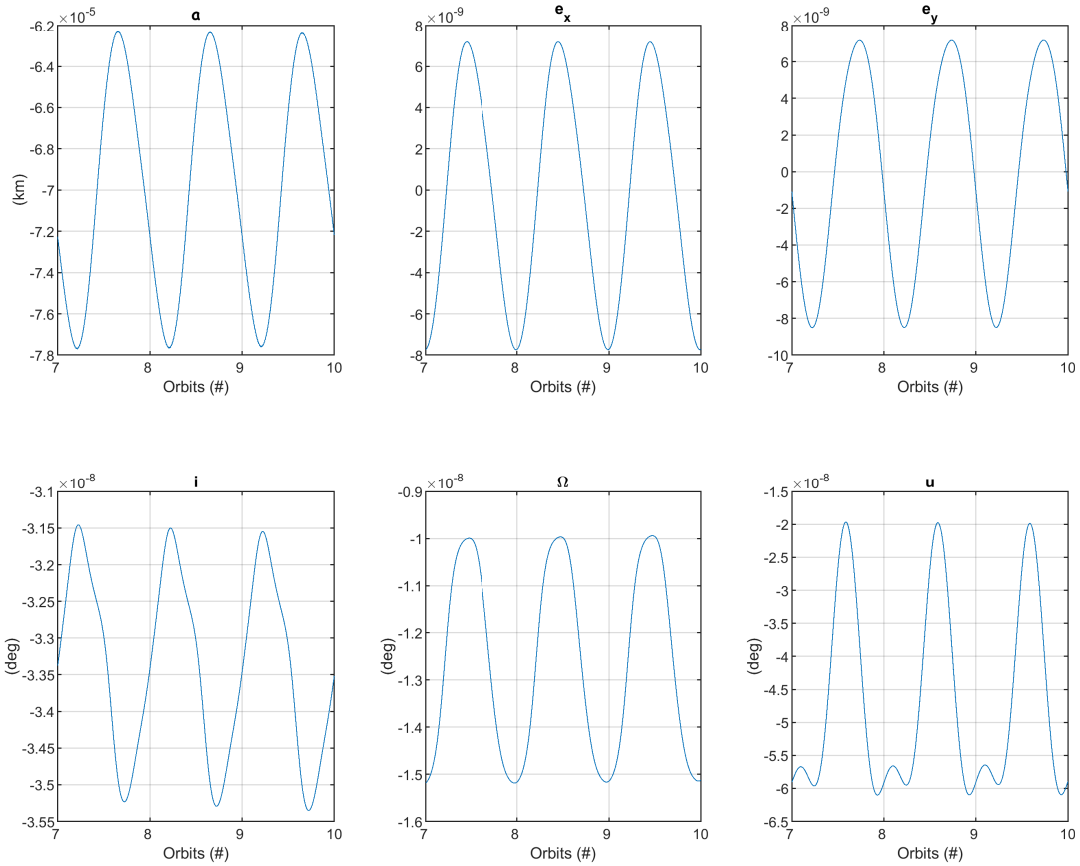 a
×10^-5
-6.2
-6.4
-6.6
-6.8
-7
-7.2
-7.4
-7.6
-7.8
(km)
7 8 9 10
Orbits (#)
e_x
×10^-9
8
6
4
2
0
-2
-4
-6
-8
7 8 9 10
Orbits (#)
e_y
×10^-9
8
6
4
2
0
-2
-4
-6
-8
-10
7 8 9 10
Orbits (#)
i
×10^-8
-3.1
-3.15
-3.2
-3.25
-3.3
-3.35
-3.4
-3.45
-3.5
-3.55
(deg)
7 8 9 10
Orbits (#)
Ω
×10^-8
-0.9
-1
-1.1
-1.2
-1.3
-1.4
-1.5
-1.6
(deg)
7 8 9 10
Orbits (#)
u
×10^-8
-1.5
-2
-2.5
-3
-3.5
-4
-4.5
-5
-5.5
-6
-6.5
(deg)
7 8 9 10
Orbits (#)